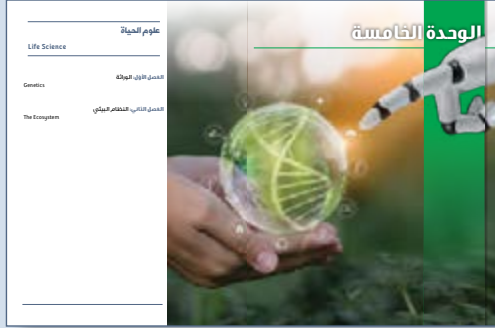 الوحدة الخامسة
علوم الحياة
Life Science
الفصل الأول: الوراثة
Genetics
الفصل الثاني: النظام البيئي
The Ecosystem